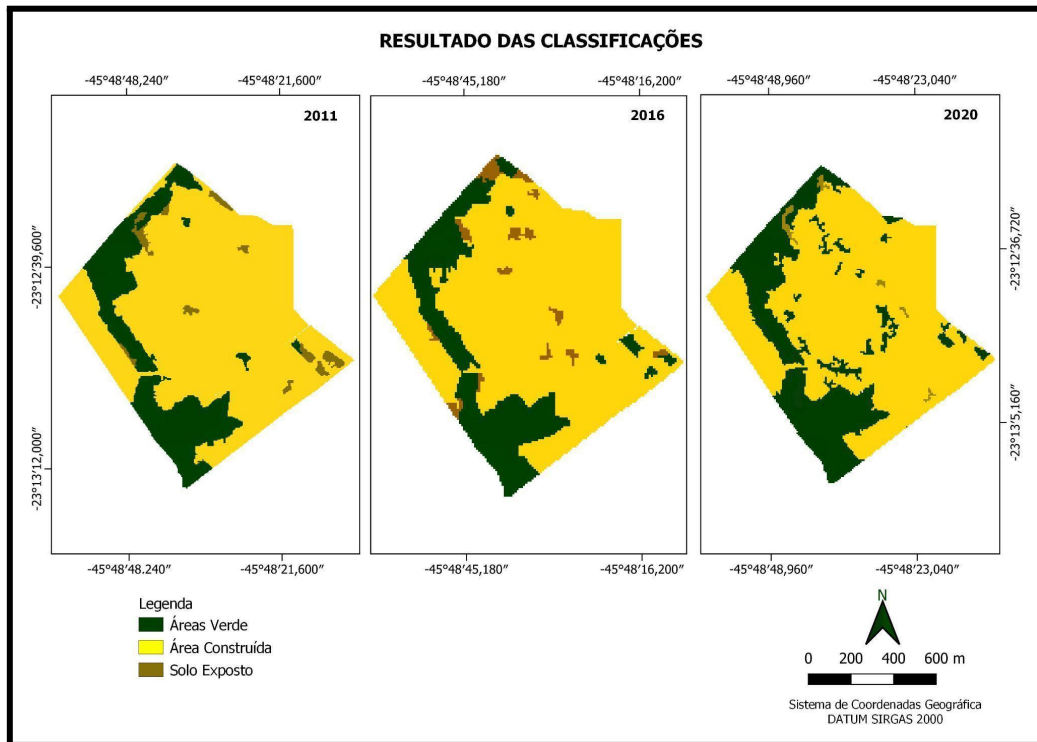 RESULTADO DAS CLASSIFICAÇÕES
-45°48'48,240″ -45°48'21,600″
-45°48'45,180″ -45°48'16,200″
-45°48'48,960″ -45°48'23,040″
2011
2016
2020
-23°12'39,600″
-23°13'12,000″
-23°12'36,720″
-23°13'5,160″
-45°48'48.240″ -45°48'21,600″
-45°48'45,180″ -45°48'16,200″
-45°48'48,960″ -45°48'23,040″
Legenda
Áreas Verde
Área Construída
Solo Exposto
N
0 200 400 600 m
Sistema de Coordenadas Geográfica
DATUM SIRGAS 2000